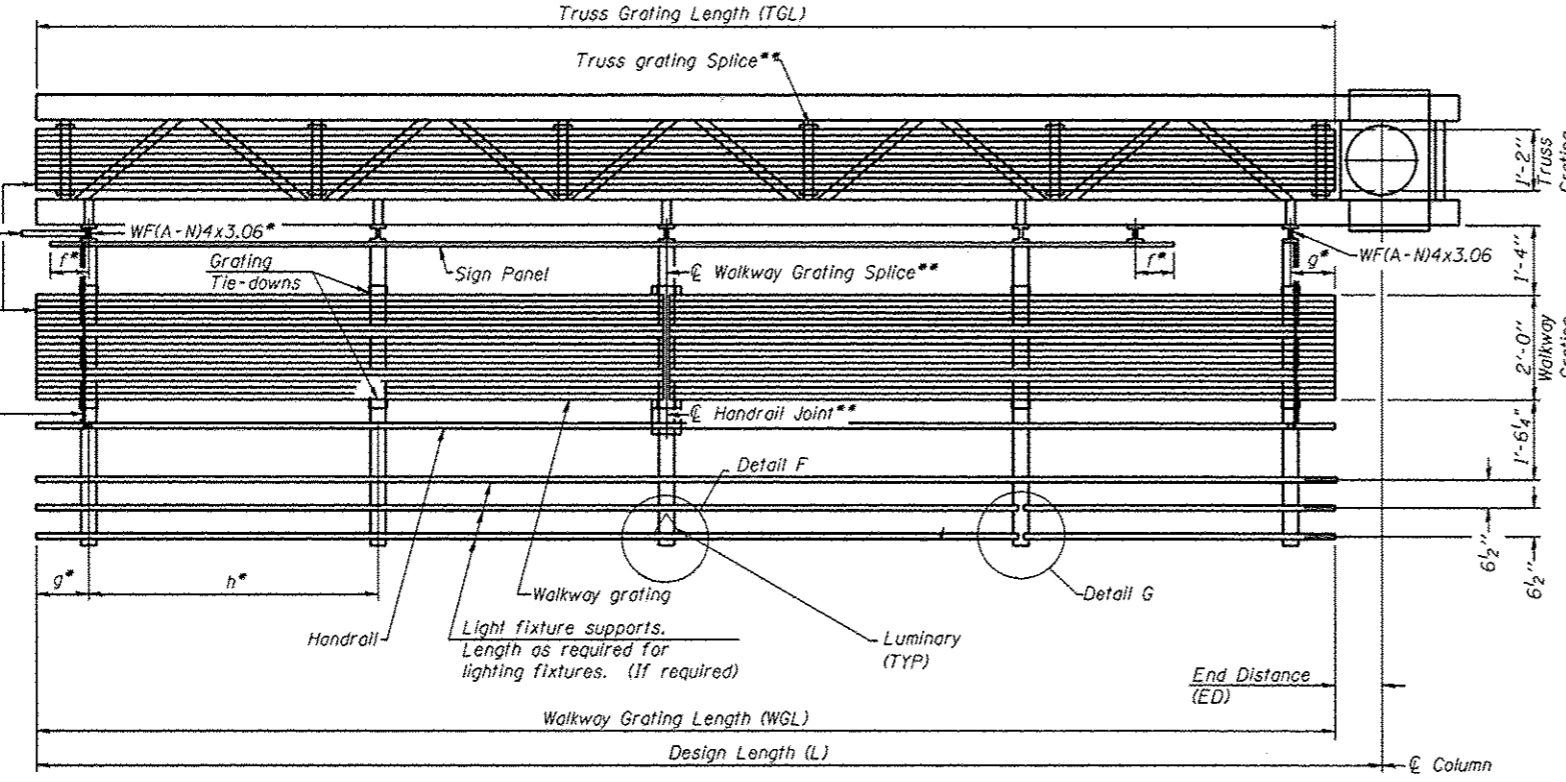 Truss Grating Length (TGL)
Truss grating Splice**
1'-2"
Truss
WF(A-N)4x3.06*
f*
Grating
Tie-downs
Sign Panel
℄ Walkway Grating Splice**
f*
g*
WF(A-N)4x3.06
1'-4"
2'-0"
Walkway
℄ Handrail Joint**
1'-6¼"
Detail F
6½"
6½"
g*
h*
Walkway grating
Detail G
Handrail
Light fixture supports.
Length as required for
lighting fixtures. (If required)
Luminary
(TYP)
End Distance
(ED)
Walkway Grating Length (WGL)
Design Length (L)
℄ Column